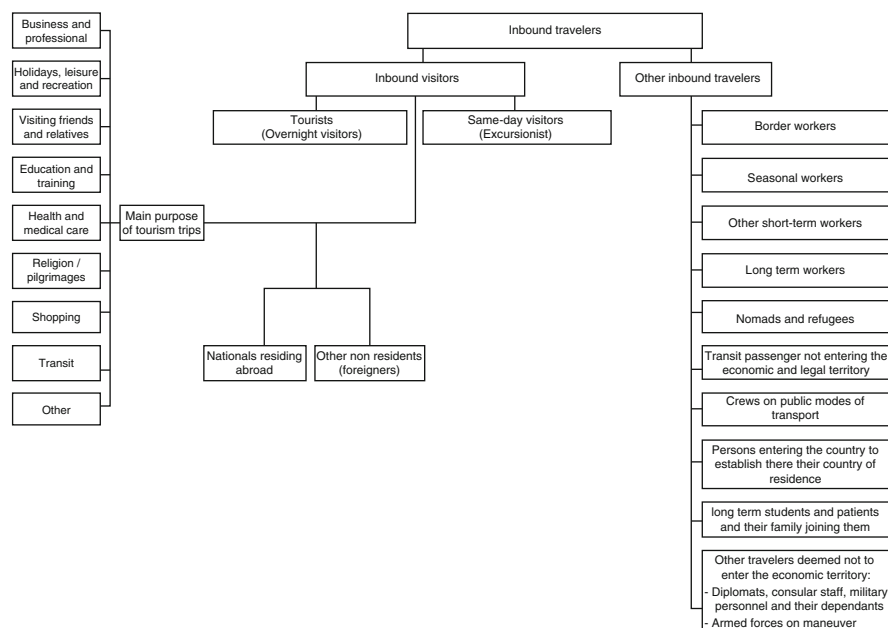 Inbound travelers
Inbound visitors
Other inbound travelers
Tourists
(Overnight visitors)
Same-day visitors
(Excursionist)
Business and
professional
Holidays, leisure
and recreation
Visiting friends
and relatives
Education and
training
Health and
medical care
Religion /
pilgrimages
Shopping
Transit
Other
Main purpose
of tourism trips
Nationals residing
abroad
Other non residents
(foreigners)
Border workers
Seasonal workers
Other short-term workers
Long term workers
Nomads and refugees
Transit passenger not entering the
economic and legal territory
Crews on public modes of
transport
Persons entering the country to
establish there their country of
residence
long term students and patients
and their family joining them
Other travelers deemed not to
enter the economic territory:
- Diplomats, consular staff, military
personnel and their dependants
- Armed forces on maneuver